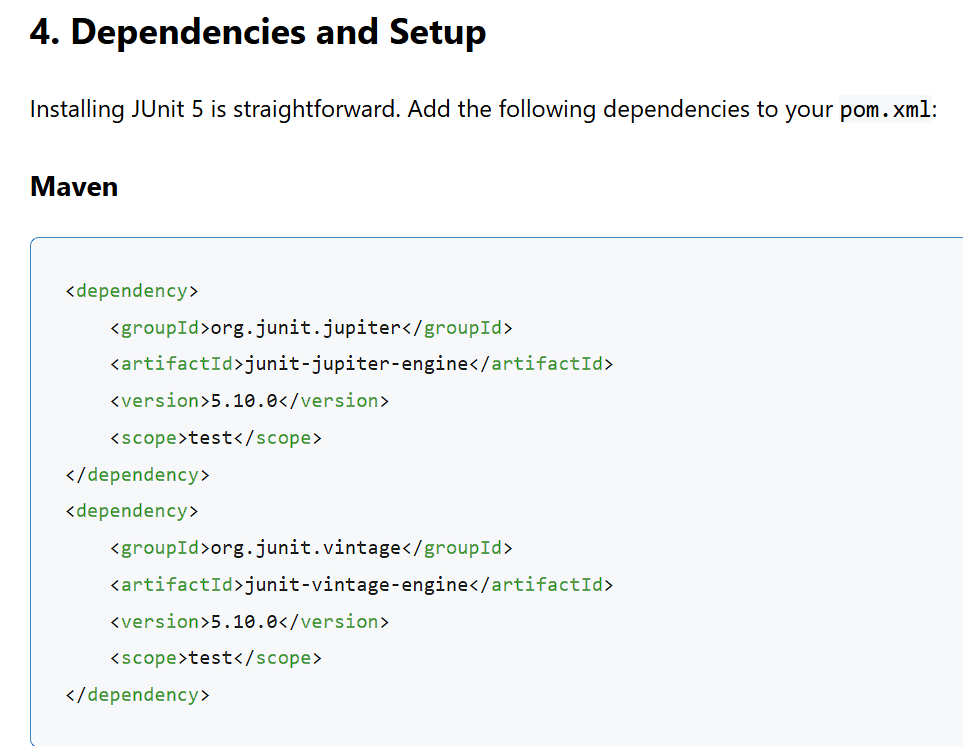 4. Dependencies and Setup
Installing JUnit 5 is straightforward. Add the following dependencies to your pom.xml:
Maven
<dependency>
    <groupId>org.junit.jupiter</groupId>
    <artifactId>junit-jupiter-engine</artifactId>
    <version>5.10.0</version>
    <scope>test</scope>
</dependency>
<dependency>
    <groupId>org.junit.vintage</groupId>
    <artifactId>junit-vintage-engine</artifactId>
    <version>5.10.0</version>
    <scope>test</scope>
</dependency>